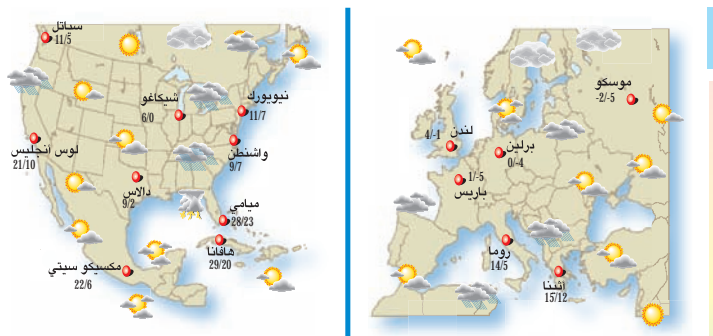 سياتل
11/5
شيكاغو
6/0
نيويورك
11/7
واشنطن
9/7
لوس أنجليس
21/10
دالاس
9/2
ميامي
28/23
هافانا
29/20
مكسيكو سيتي
22/6
موسكو
-2/-5
لندن
4/-1
برلين
0/-4
1/-5
باريس
روما
14/5
اثننا
15/12